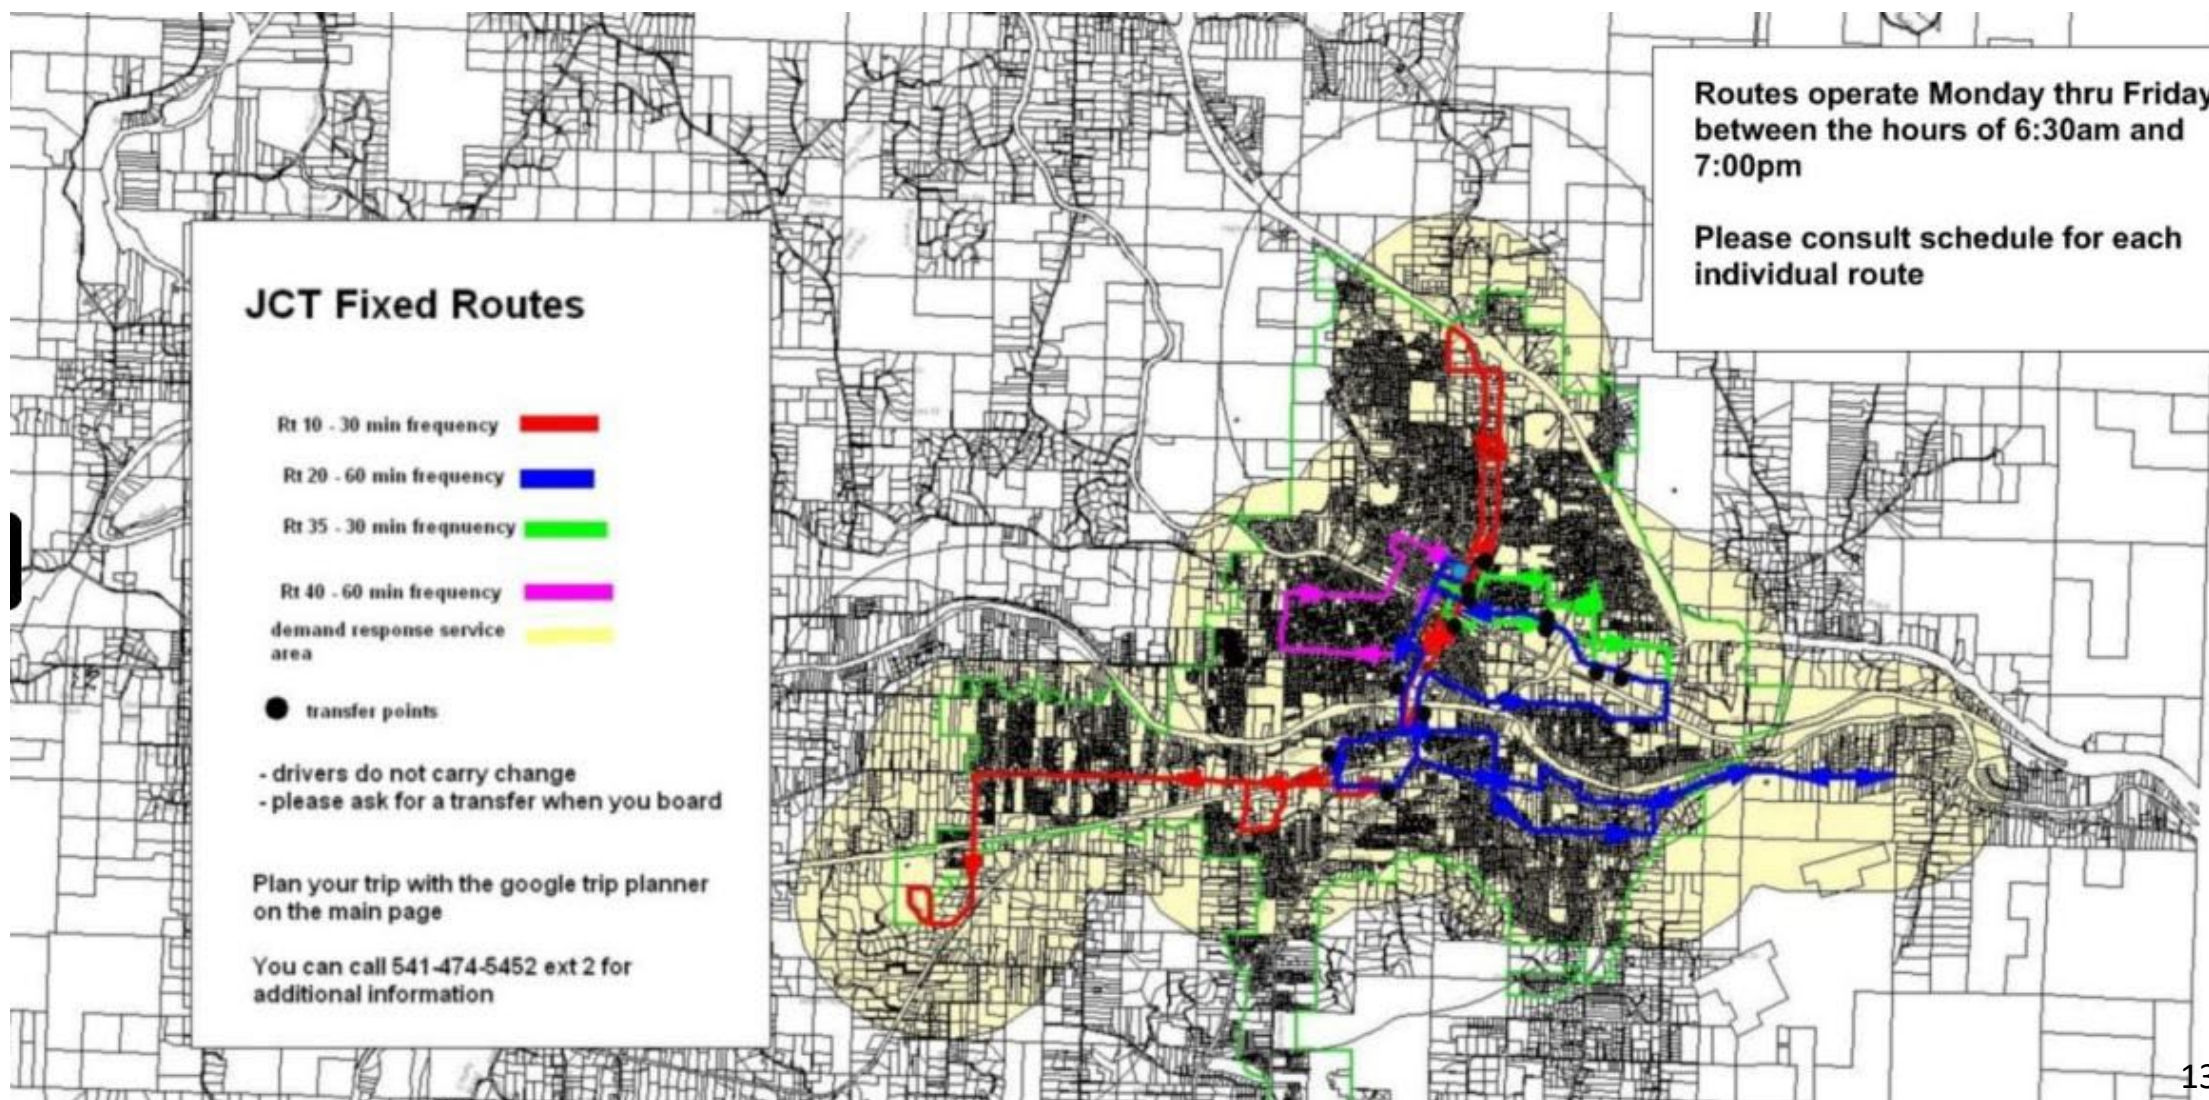 Routes operate Monday thru Friday
between the hours of 6:30am and
7:00pm
Please consult schedule for each
individual route
JCT Fixed Routes
Rt 10 - 30 min frequency
Rt 20 - 60 min frequency
Rt 35 - 30 min freqnuency
Rt 40 - 60 min frequency
demand response service
area
transfer points
- drivers do not carry change
- please ask for a transfer when you board
Plan your trip with the google trip planner
on the main page
You can call 541-474-5452 ext 2 for
additional information
13